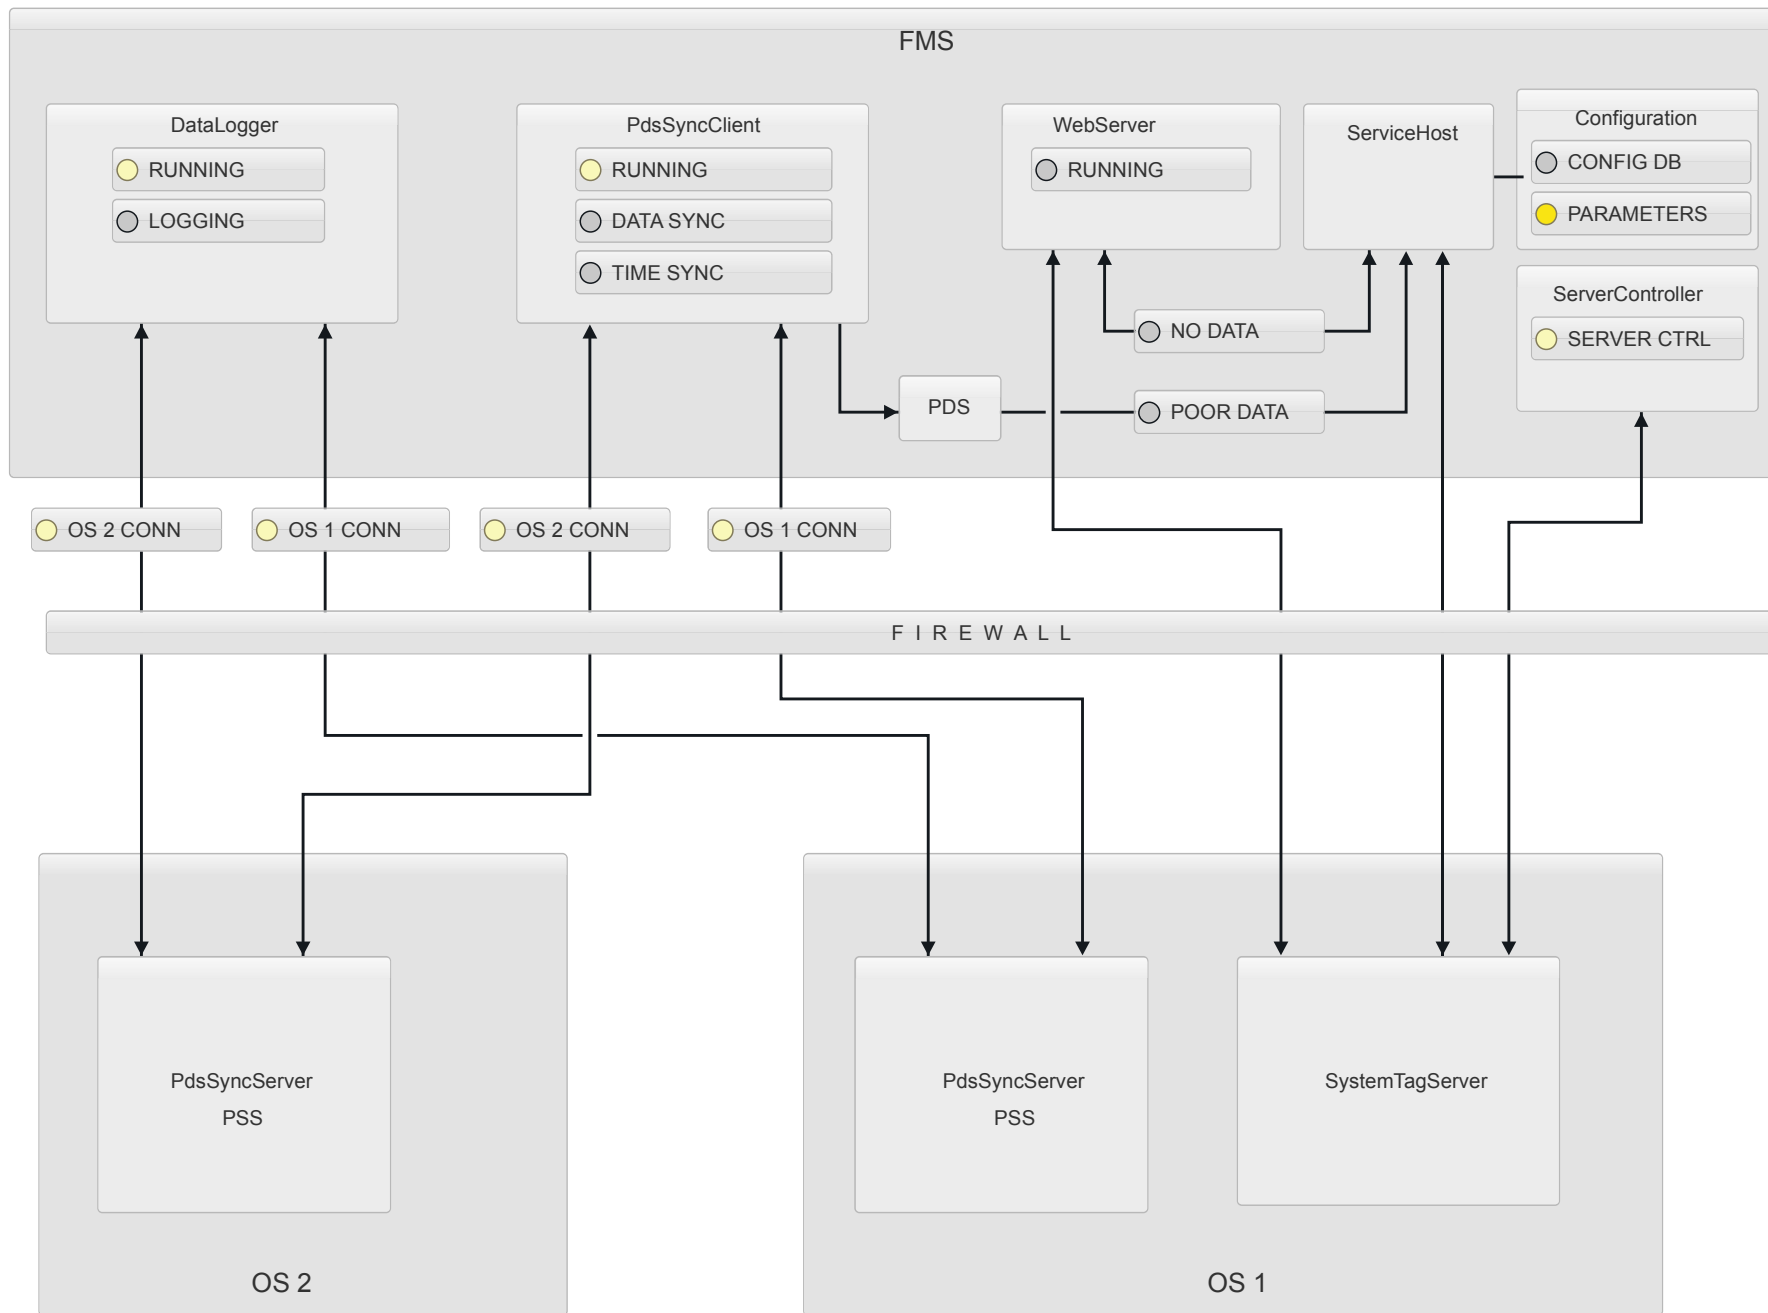 FMS
DataLogger
RUNNING
LOGGING
PdsSyncClient
RUNNING
DATA SYNC
TIME SYNC
WebServer
RUNNING
ServiceHost
Configuration
CONFIG DB
PARAMETERS
ServerController
SERVER CTRL
NO DATA
PDS
POOR DATA
OS 2 CONN
OS 1 CONN
OS 2 CONN
OS 1 CONN
FIREWALL
PdsSyncServer
PSS
OS 2
PdsSyncServer
PSS
SystemTagServer
OS 1